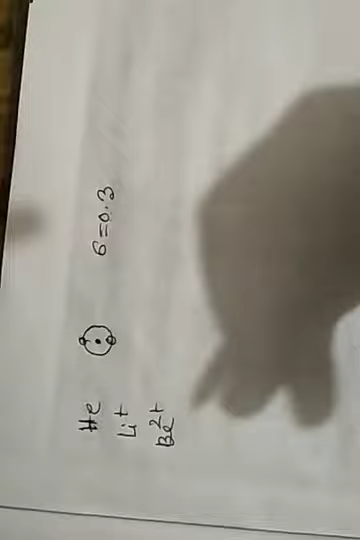 He σ=0.3
Li⁺
Be²⁺